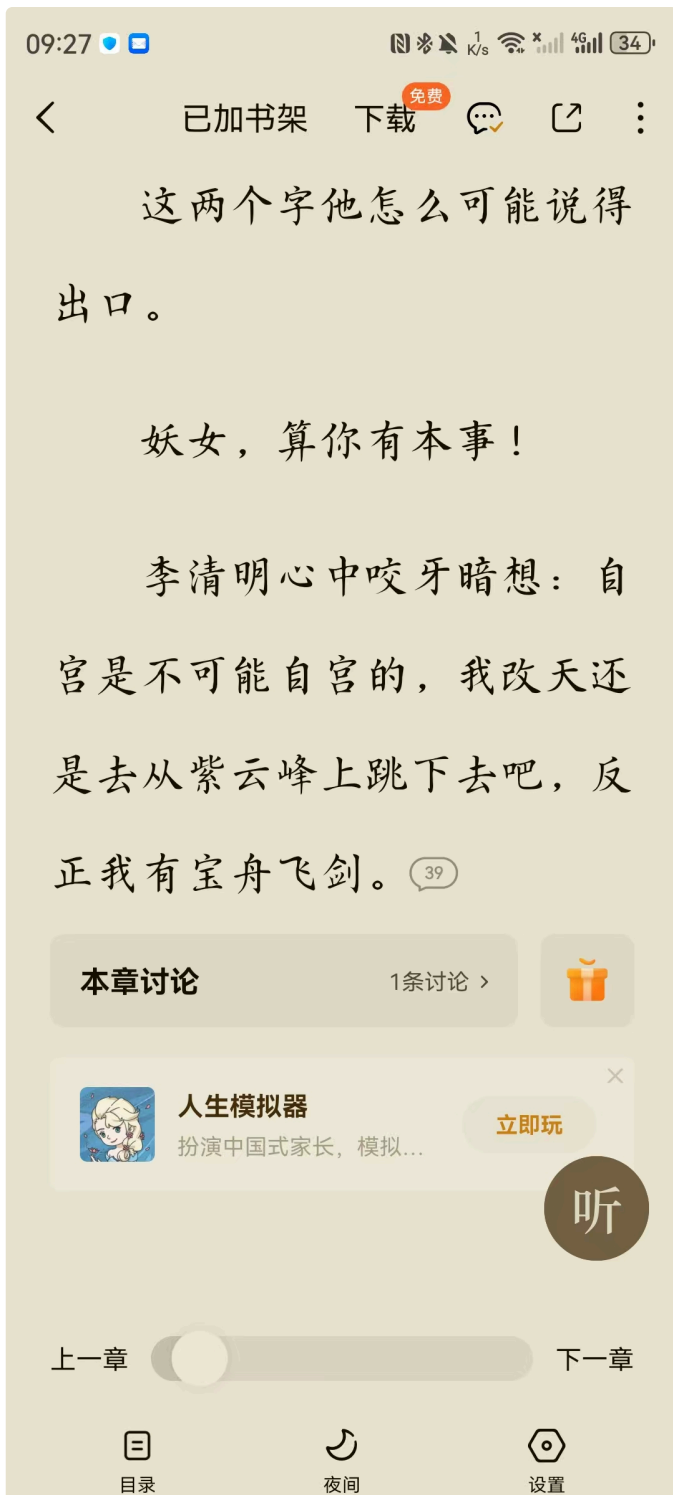 09:27 1 K/s 4G 34
已加书架 下载 免费
这两个字他怎么可能说得
出口。
妖女，算你有本事！
李清明心中咬牙暗想：自
宫是不可能自宫的，我改天还
是去从紫云峰上跳下去吧，反
正我有宝舟飞剑。 39
本章讨论 1条讨论 >
人生模拟器
扮演中国式家长，模拟...
立即玩
听
上一章 下一章
目录 夜间 设置